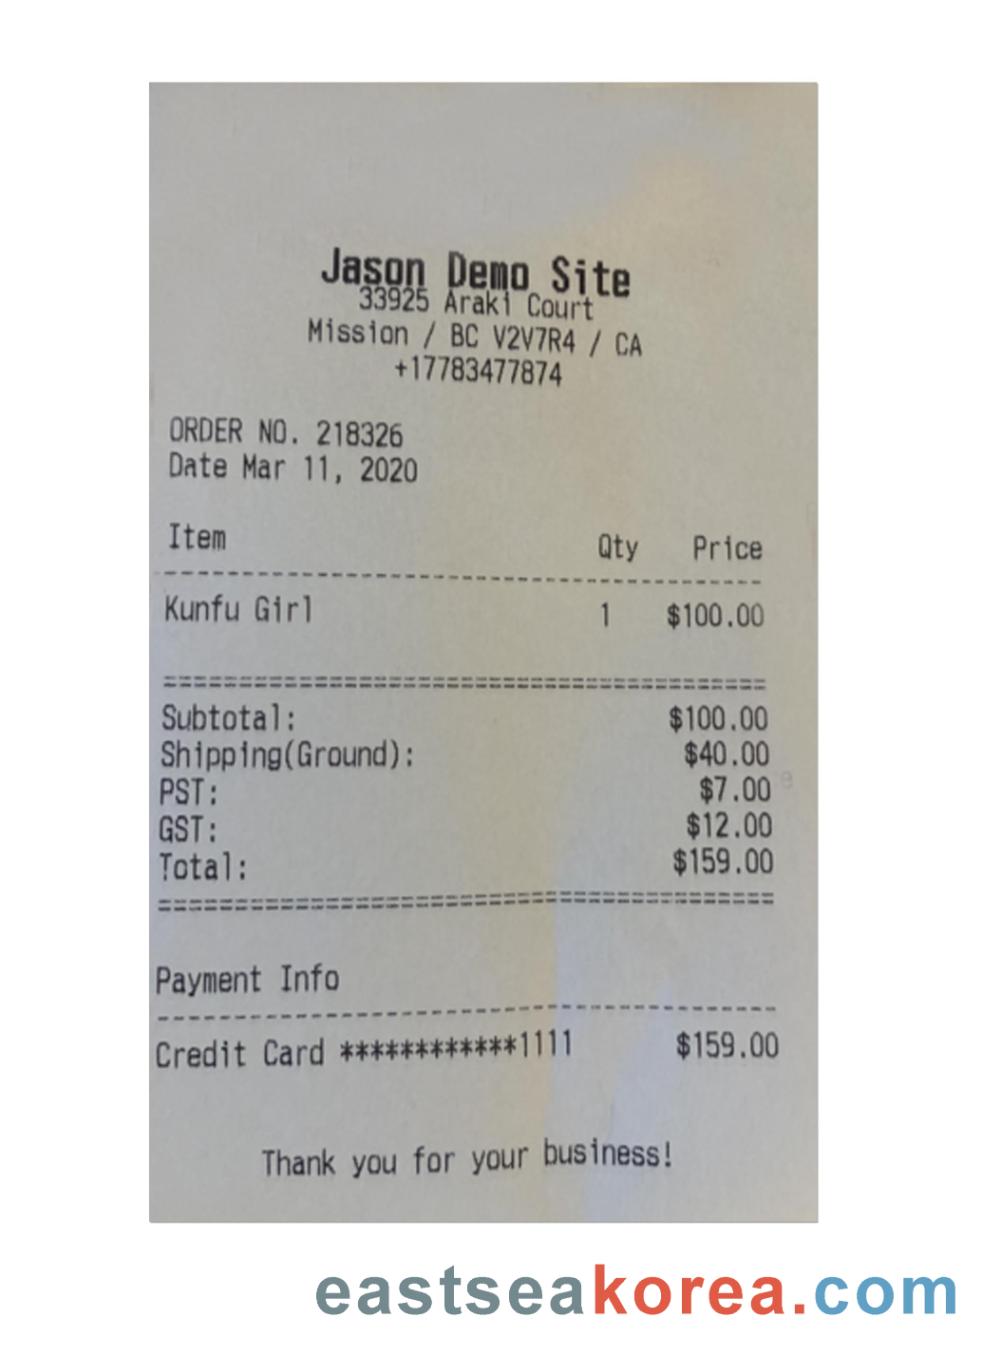 Jason Demo Site
33925 Araki Court
Mission / BC V2V7R4 / CA
+17783477874
ORDER NO. 218326
Date Mar 11, 2020
Item Qty Price
Kunfu Girl 1 $100.00
Subtotal: $100.00
Shipping(Ground): $40.00
PST: $7.00
GST: $12.00
Total: $159.00
Payment Info
Credit Card ************1111 $159.00
Thank you for your business!
eastseakorea.com